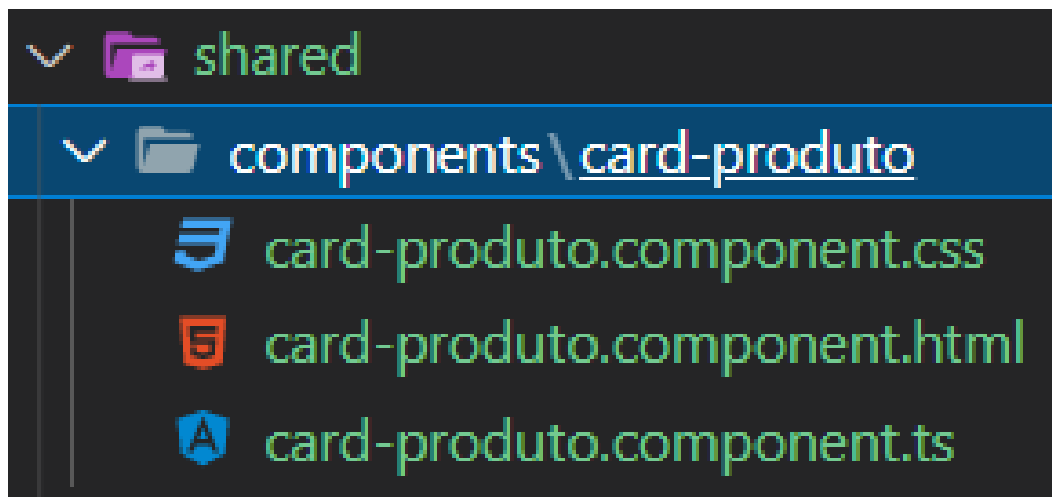 shared
components\card-produto
card-produto.component.css
card-produto.component.html
card-produto.component.ts